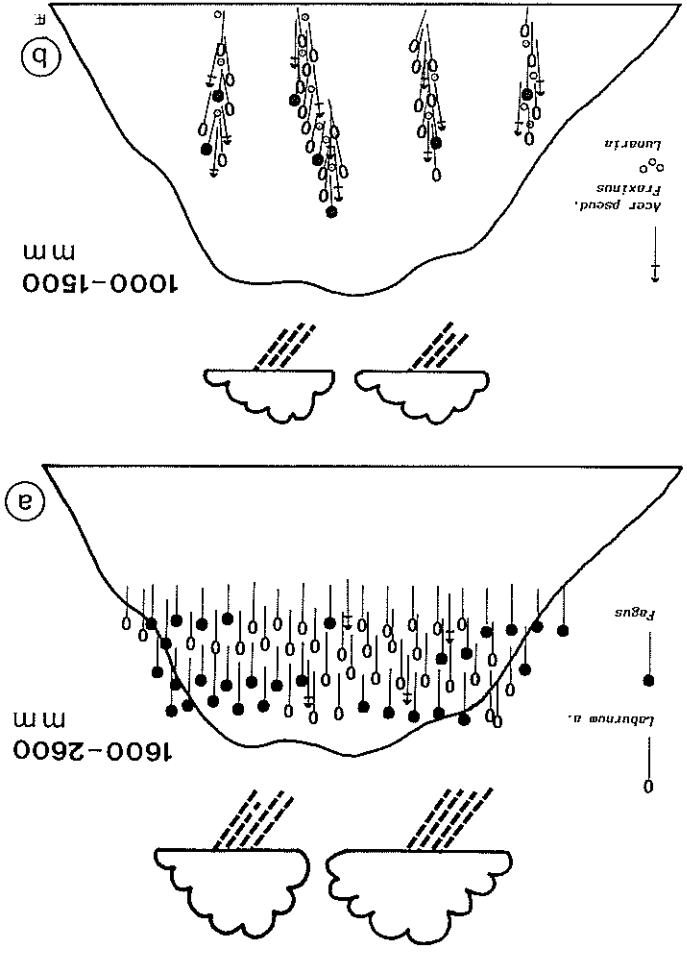 1600-2600
mm
Laburnum a.
Fagus
a
1000-1500
mm
Acer pseud.
Fraxinus
Lunaria
b